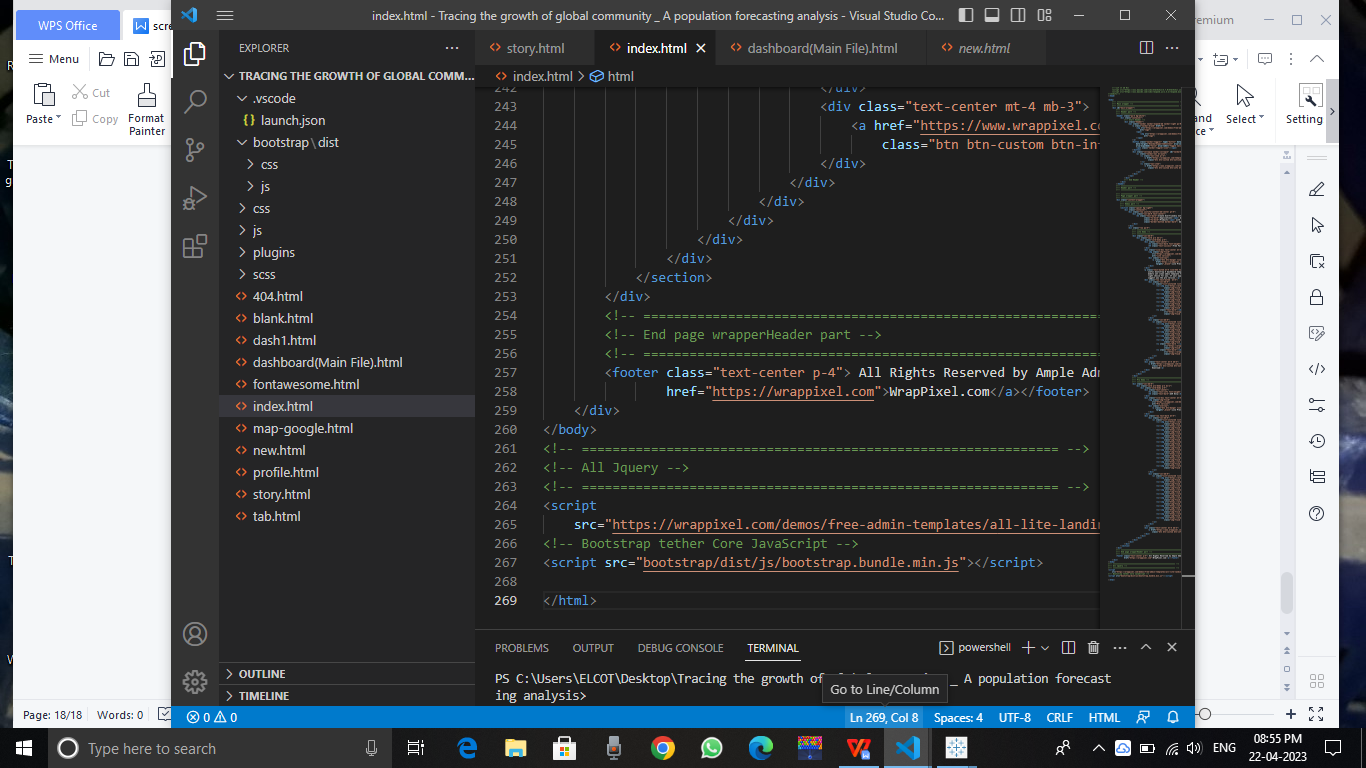 index.html - Tracing the growth of global community _ A population forecasting analysis - Visual Studio Co...
WPS Office
scre
remium
Menu
Paste
Cut
Copy
Format
Painter
Select
Setting
EXPLORER
TRACING THE GROWTH OF GLOBAL COMM...
.vscode
launch.json
bootstrap\dist
css
js
css
js
plugins
scss
404.html
blank.html
dash1.html
dashboard(Main File).html
fontawesome.html
index.html
map-google.html
new.html
profile.html
story.html
tab.html
OUTLINE
TIMELINE
story.html
index.html
dashboard(Main File).html
new.html
index.html > html
242 </div>
243 <div class="text-center mt-4 mb-3">
244 <a href="https://www.wrappixel.co
245 class="btn btn-custom btn-in
246 </div>
247 </div>
248 </div>
249 </div>
250 </div>
251 </div>
252 </section>
253 </div>
254 <!-- ==========================================================
255 <!-- End page wrapperHeader part -->
256 <!-- ==========================================================
257 <footer class="text-center p-4"> All Rights Reserved by Ample Adm
258 href="https://wrappixel.com">WrapPixel.com</a></footer>
259 </div>
260 </body>
261 <!-- ============================================================== -->
262 <!-- All Jquery -->
263 <!-- ============================================================== -->
264 <script
265 src="https://wrappixel.com/demos/free-admin-templates/all-lite-landin
266 <!-- Bootstrap tether Core JavaScript -->
267 <script src="bootstrap/dist/js/bootstrap.bundle.min.js"></script>
268
269 </html>
PROBLEMS OUTPUT DEBUG CONSOLE TERMINAL
powershell
PS C:\Users\ELCOT\Desktop\Tracing the growth of
_ A population forecast
ing analysis>
Go to Line/Column
0 0
Ln 269, Col 8
Spaces: 4
UTF-8
CRLF
HTML
Page: 18/18
Words: 0
Type here to search
ENG
08:55 PM
22-04-2023